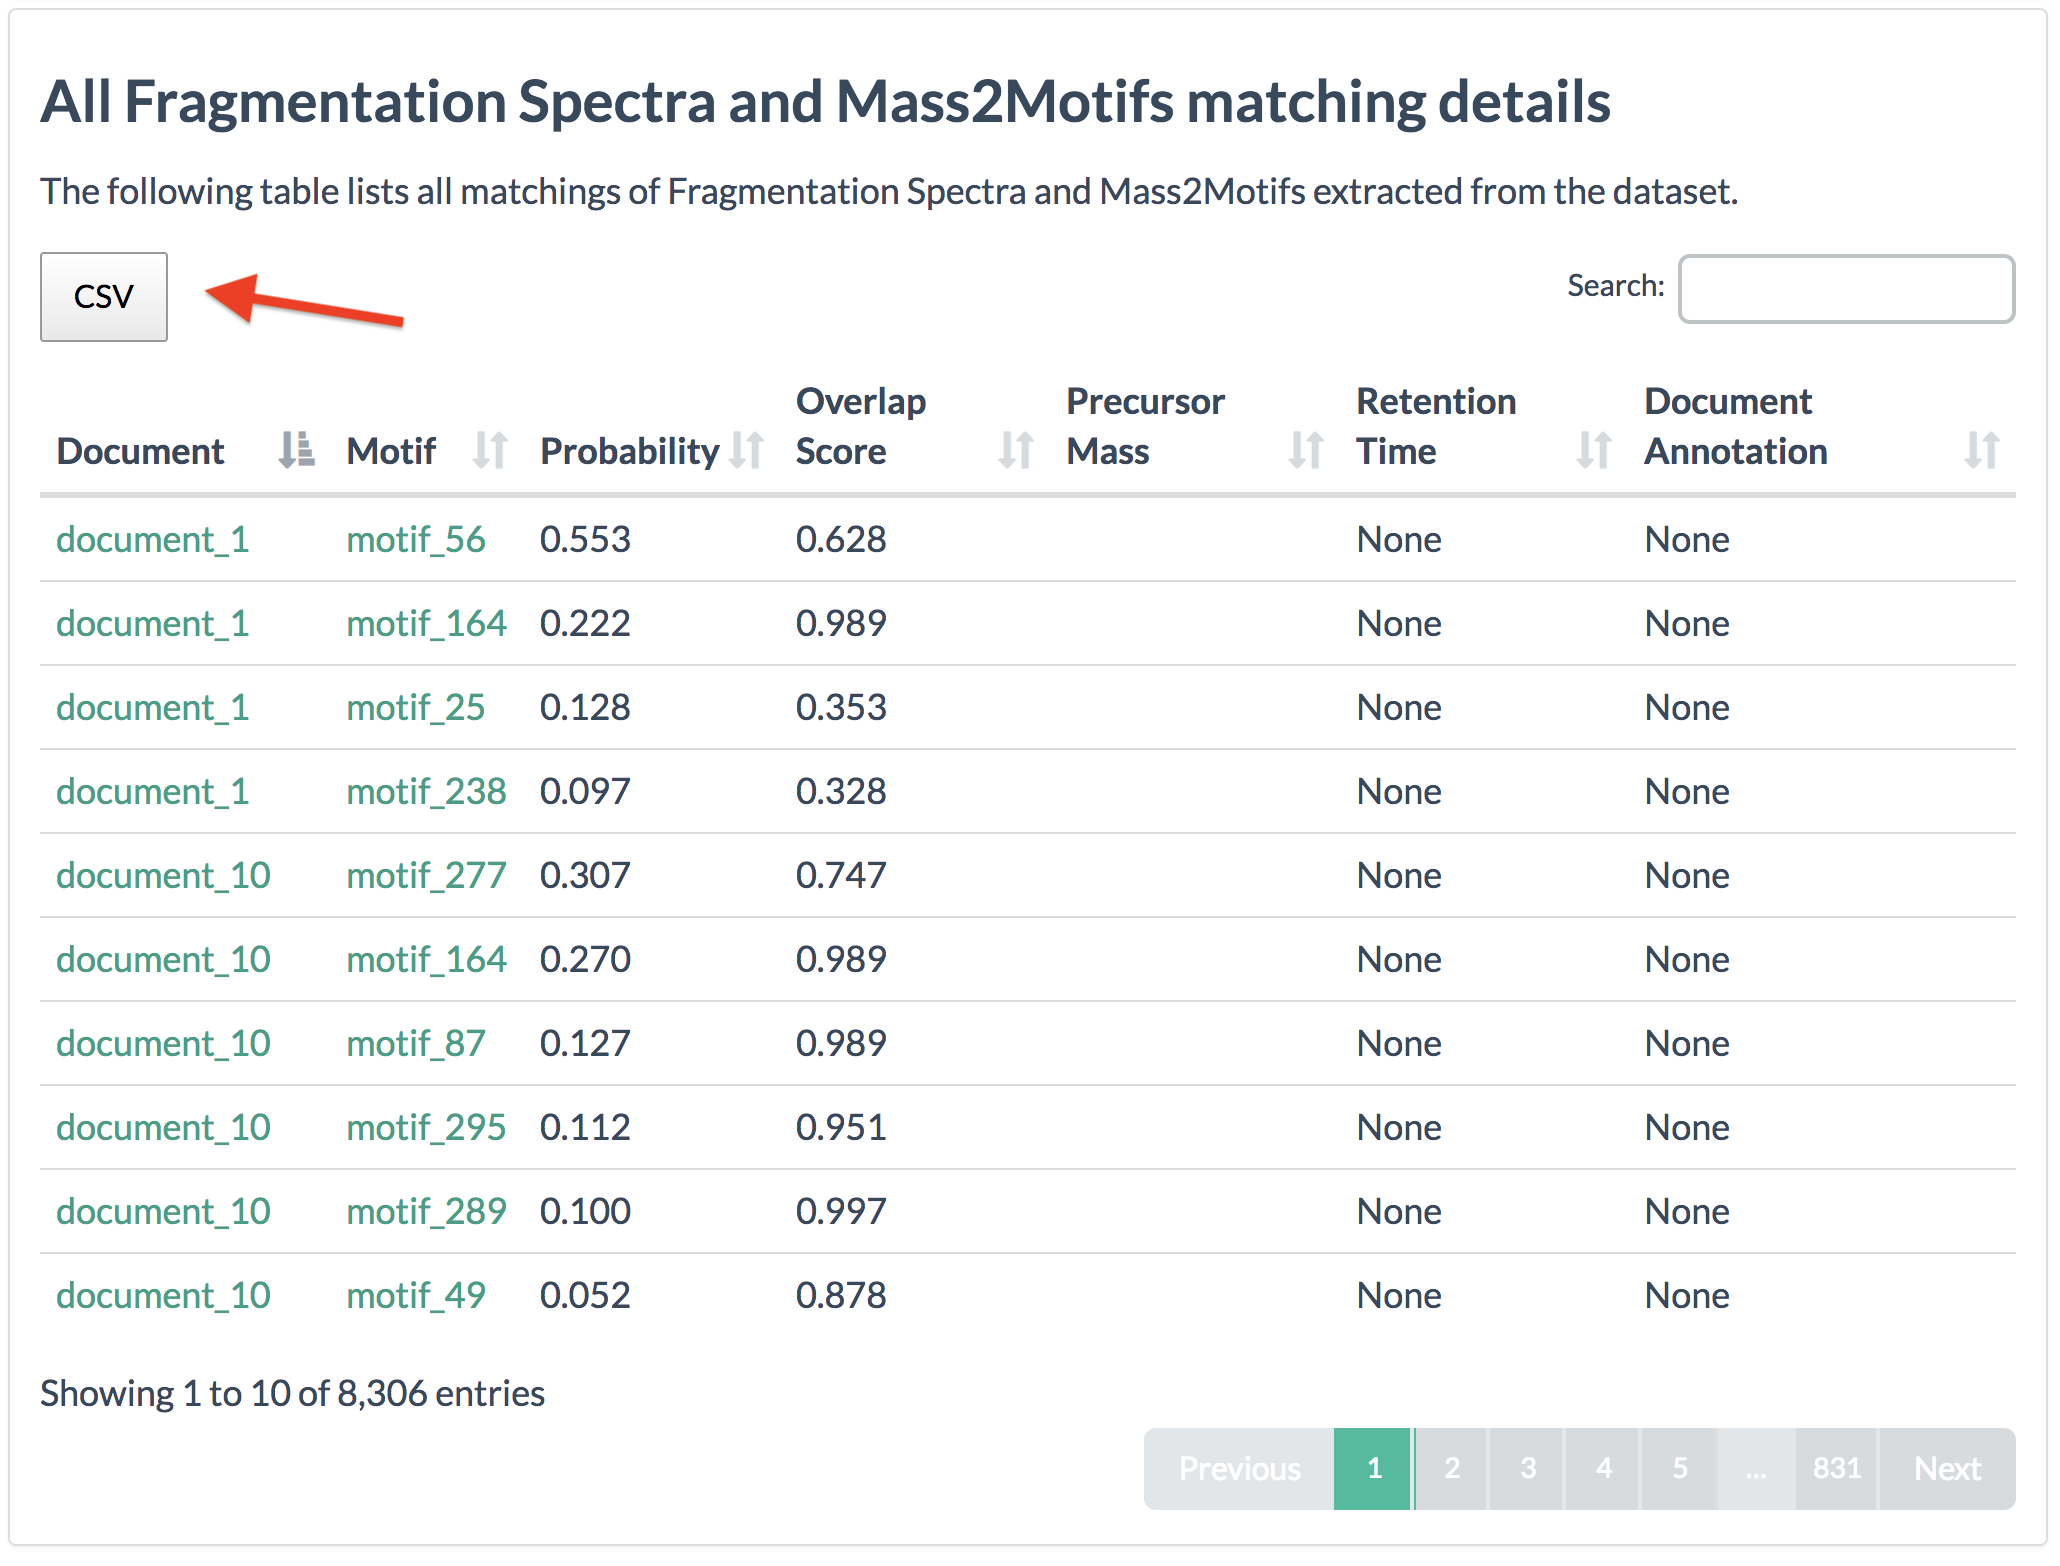 All Fragmentation Spectra and Mass2Motifs matching details
The following table lists all matchings of Fragmentation Spectra and Mass2Motifs extracted from the dataset.
CSV
Search:
Document Motif Probability Overlap Score Precursor Mass Retention Time Document Annotation
document_1 motif_56 0.553 0.628 None None
document_1 motif_164 0.222 0.989 None None
document_1 motif_25 0.128 0.353 None None
document_1 motif_238 0.097 0.328 None None
document_10 motif_277 0.307 0.747 None None
document_10 motif_164 0.270 0.989 None None
document_10 motif_87 0.127 0.989 None None
document_10 motif_295 0.112 0.951 None None
document_10 motif_289 0.100 0.997 None None
document_10 motif_49 0.052 0.878 None None
Showing 1 to 10 of 8,306 entries
Previous 1 2 3 4 5 ... 831 Next